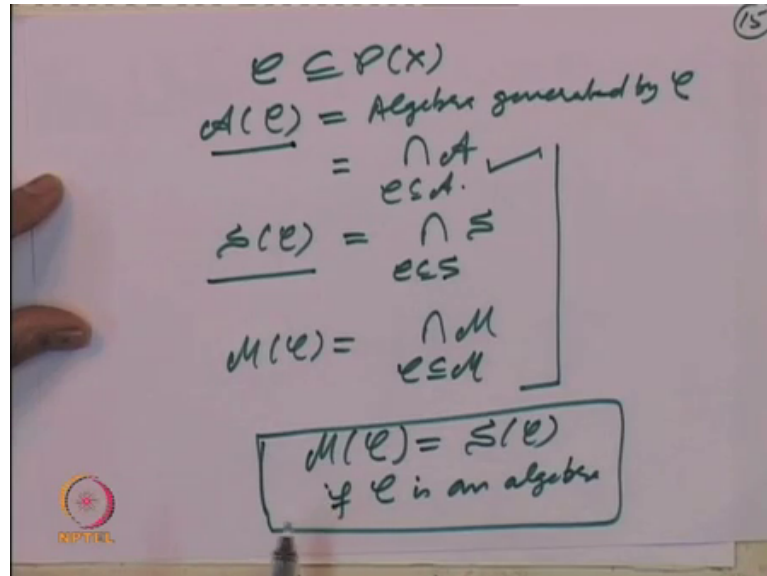 15
𝒞 ⊆ P(X)
𝒜(𝒞) = Algebra generated by 𝒞
= ∩ 𝒜
𝒞 ⊆ 𝒜.
S(𝒞) = ∩ S
𝒞 ⊆ S
ℳ(𝒞) = ∩ ℳ
𝒞 ⊆ ℳ
ℳ(𝒞) = S(𝒞)
if 𝒞 is an algebra
NPTEL